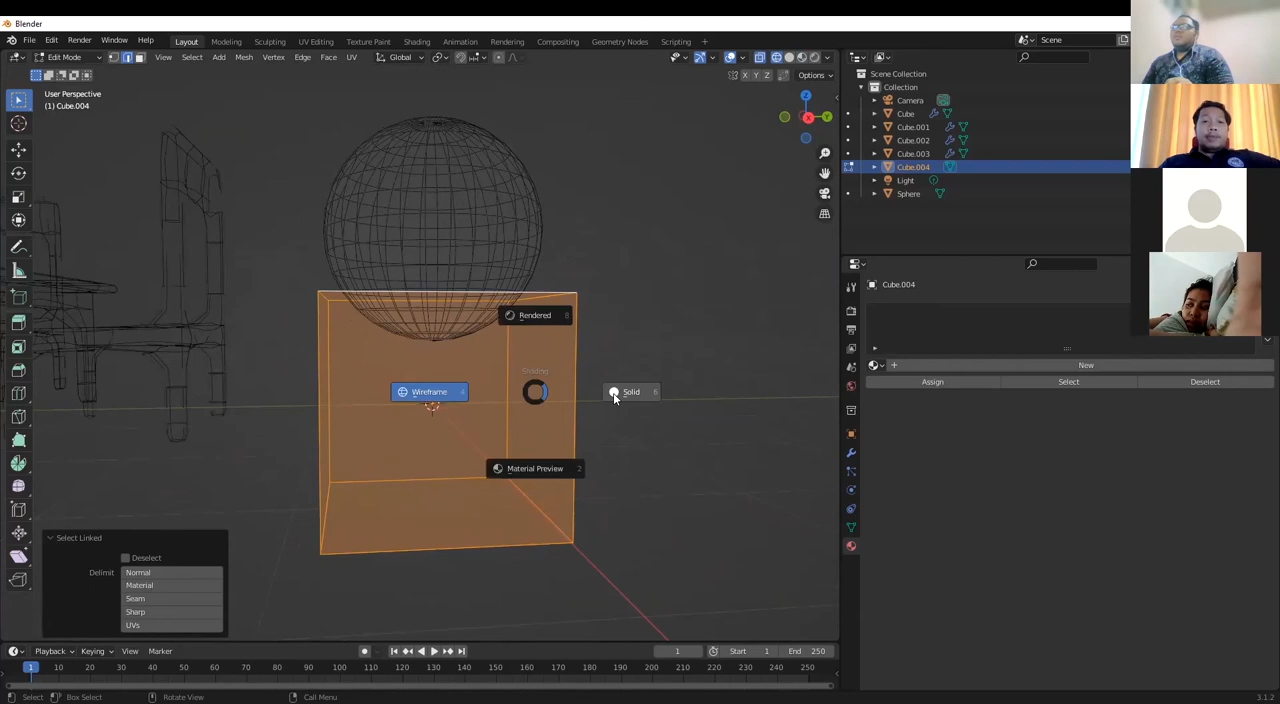 Blender
File Edit Render Window Help Layout Modeling Sculpting UV Editing Texture Paint Shading Animation Rendering Compositing Geometry Nodes Scripting + Scene
Edit Mode View Select Add Mesh Vertex Edge Face UV Global
X Y Z Options
User Perspective
(1) Cube.004
Z
Y
X
Scene Collection
Collection
Camera
Cube
Cube.001
Cube.002
Cube.003
Cube.004
Light
Sphere
Cube.004
New
Assign Select Deselect
Rendered 8
Shading
Wireframe 4
Solid 6
Material Preview 2
Select Linked
Deselect
Delimit Normal
Material
Seam
Sharp
UVs
Playback Keying View Marker 1 Start 1 End 250
1 10 20 30 40 50 60 70 80 90 100 110 120 130 140 150 160 170 180 190 200 210 220 230 240 250
Select Box Select Rotate View Call Menu 3.1.2